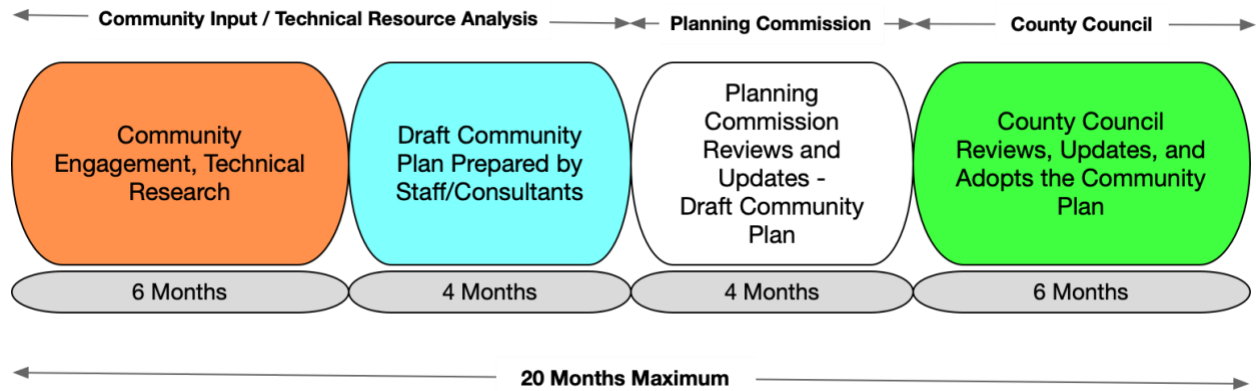 Community Input / Technical Resource Analysis
Planning Commission
County Council
Community
Engagement, Technical
Research
Draft Community
Plan Prepared by
Staff/Consultants
Planning
Commission
Reviews and
Updates -
Draft Community
Plan
County Council
Reviews, Updates, and
Adopts the Community
Plan
6 Months
4 Months
4 Months
6 Months
20 Months Maximum